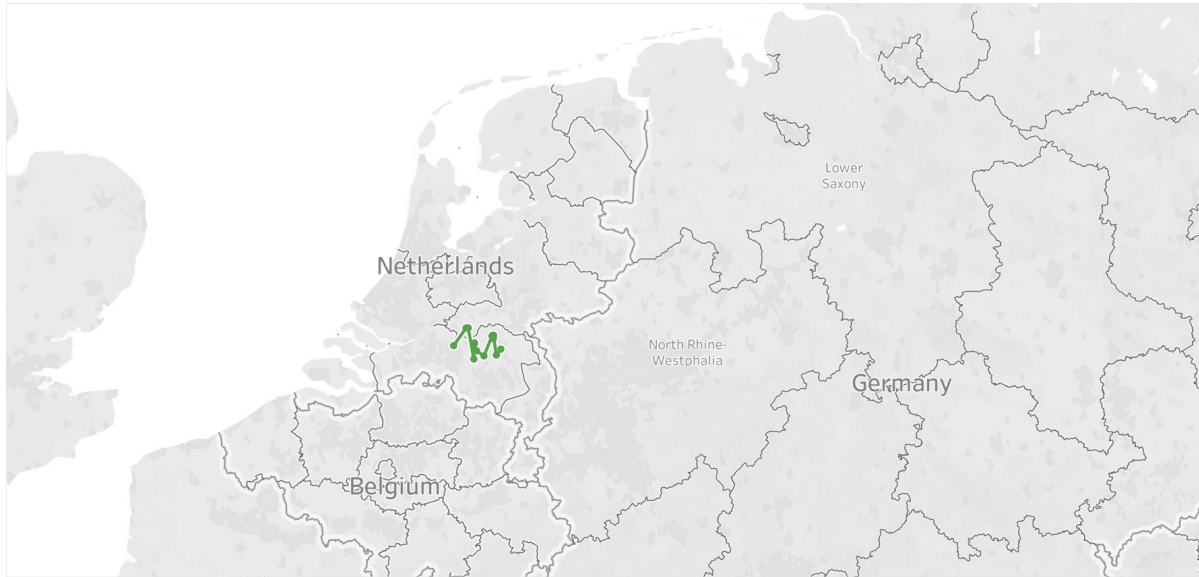 Lower
Saxony
Netherlands
North Rhine-
Westphalia
Germany
Belgium